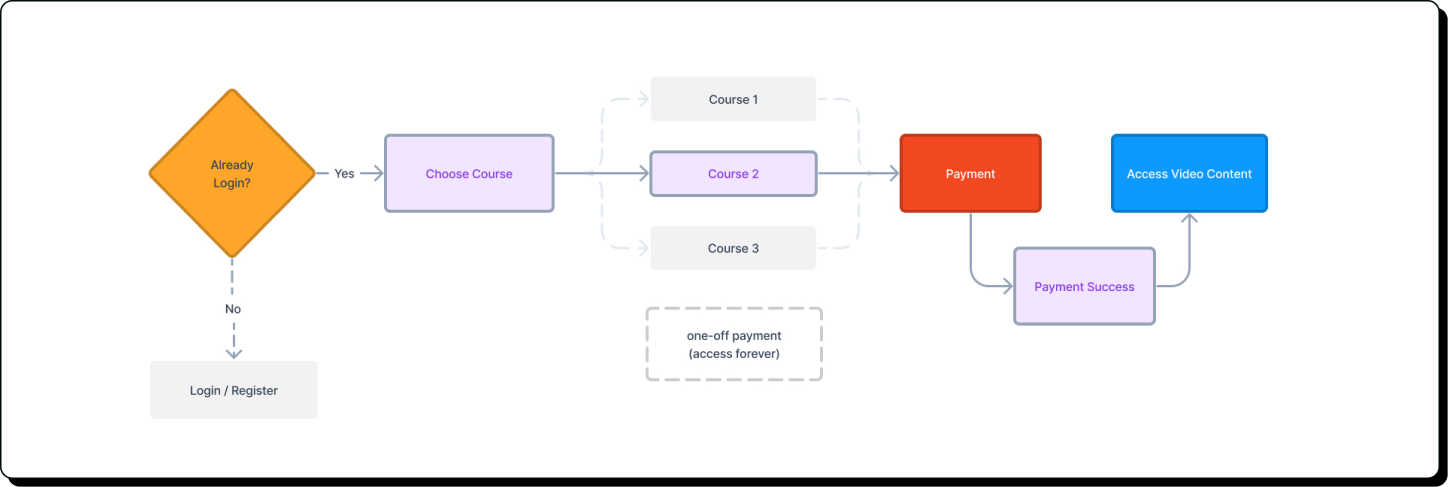 Already
Login?
Yes
Choose Course
Course 1
Course 2
Course 3
Payment
Access Video Content
Payment Success
No
one-off payment
(access forever)
Login / Register